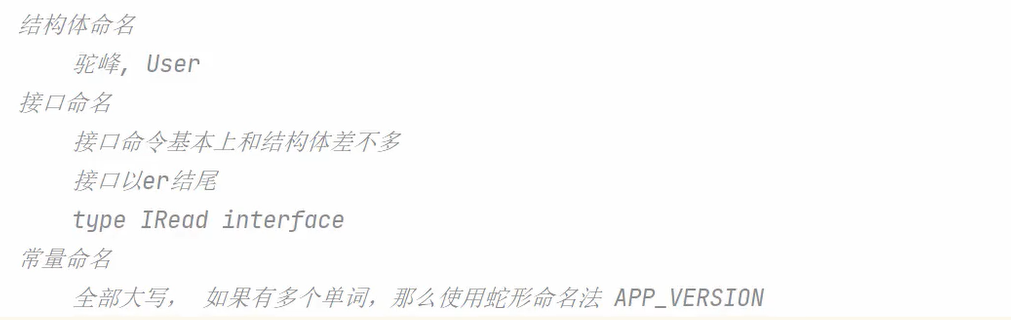 结构体命名
驼峰, User
接口命名
接口命令基本上和结构体差不多
接口以er结尾
type IRead interface
常量命名
全部大写， 如果有多个单词，那么使用蛇形命名法 APP_VERSION